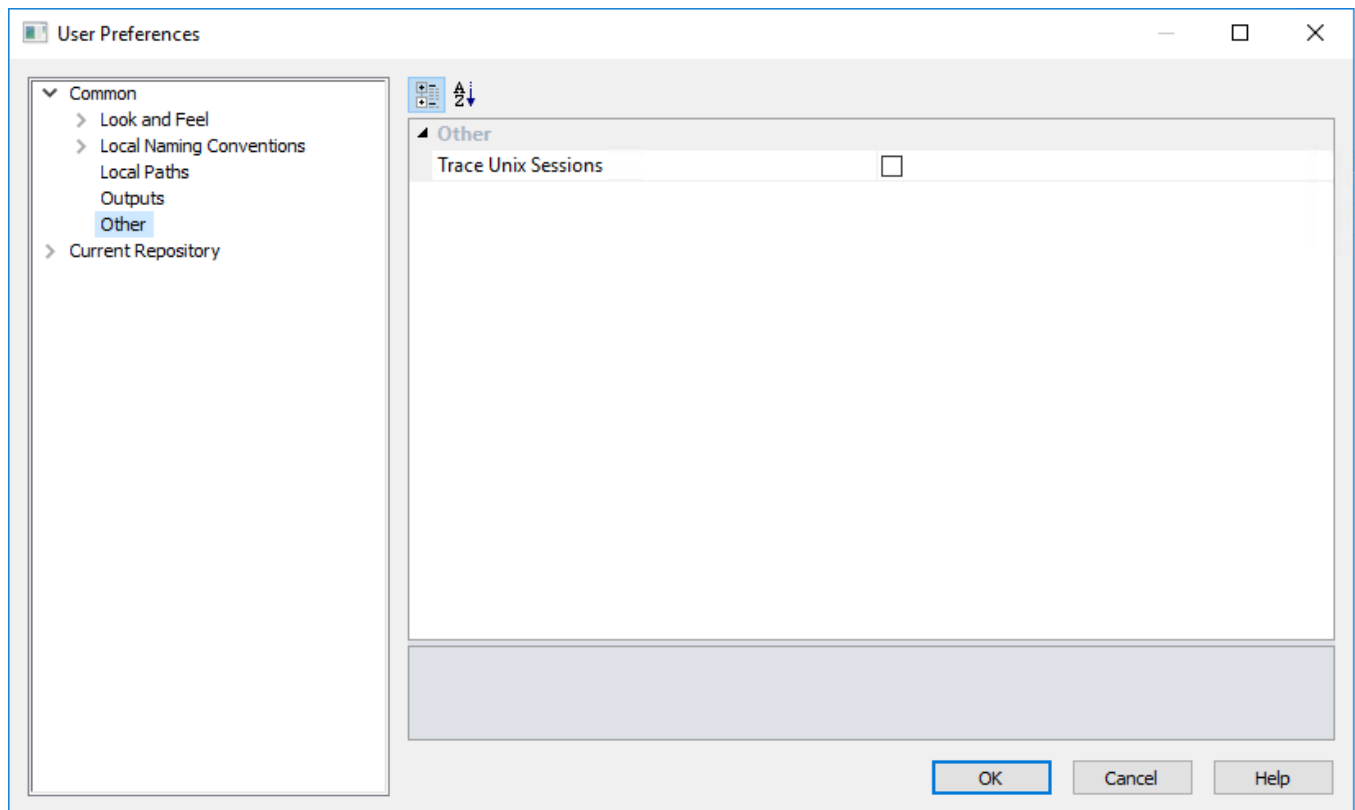 User Preferences
Common
Look and Feel
Local Naming Conventions
Local Paths
Outputs
Other
Current Repository
Other
Trace Unix Sessions
OK
Cancel
Help